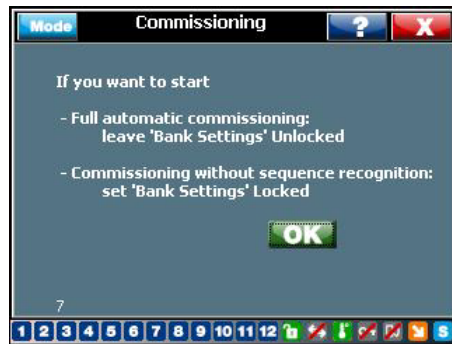 Mode Commissioning ? X
If you want to start
- Full automatic commissioning:
leave 'Bank Settings' Unlocked
- Commissioning without sequence recognition:
set 'Bank Settings' Locked
OK
7
1 2 3 4 5 6 7 8 9 10 11 12 S